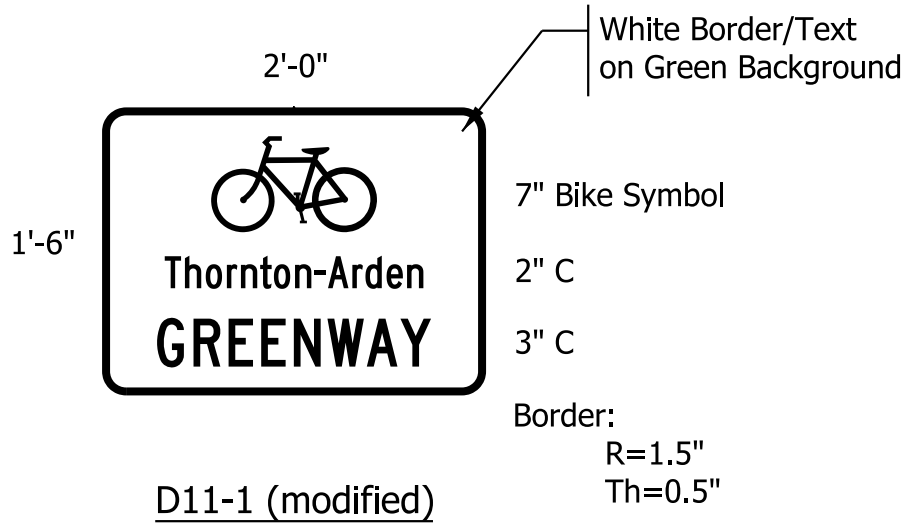 White Border/Text
on Green Background
2'-0"
1'-6"
7" Bike Symbol
Thornton-Arden
2" C
GREENWAY
3" C
Border:
R=1.5"
Th=0.5"
D11-1 (modified)